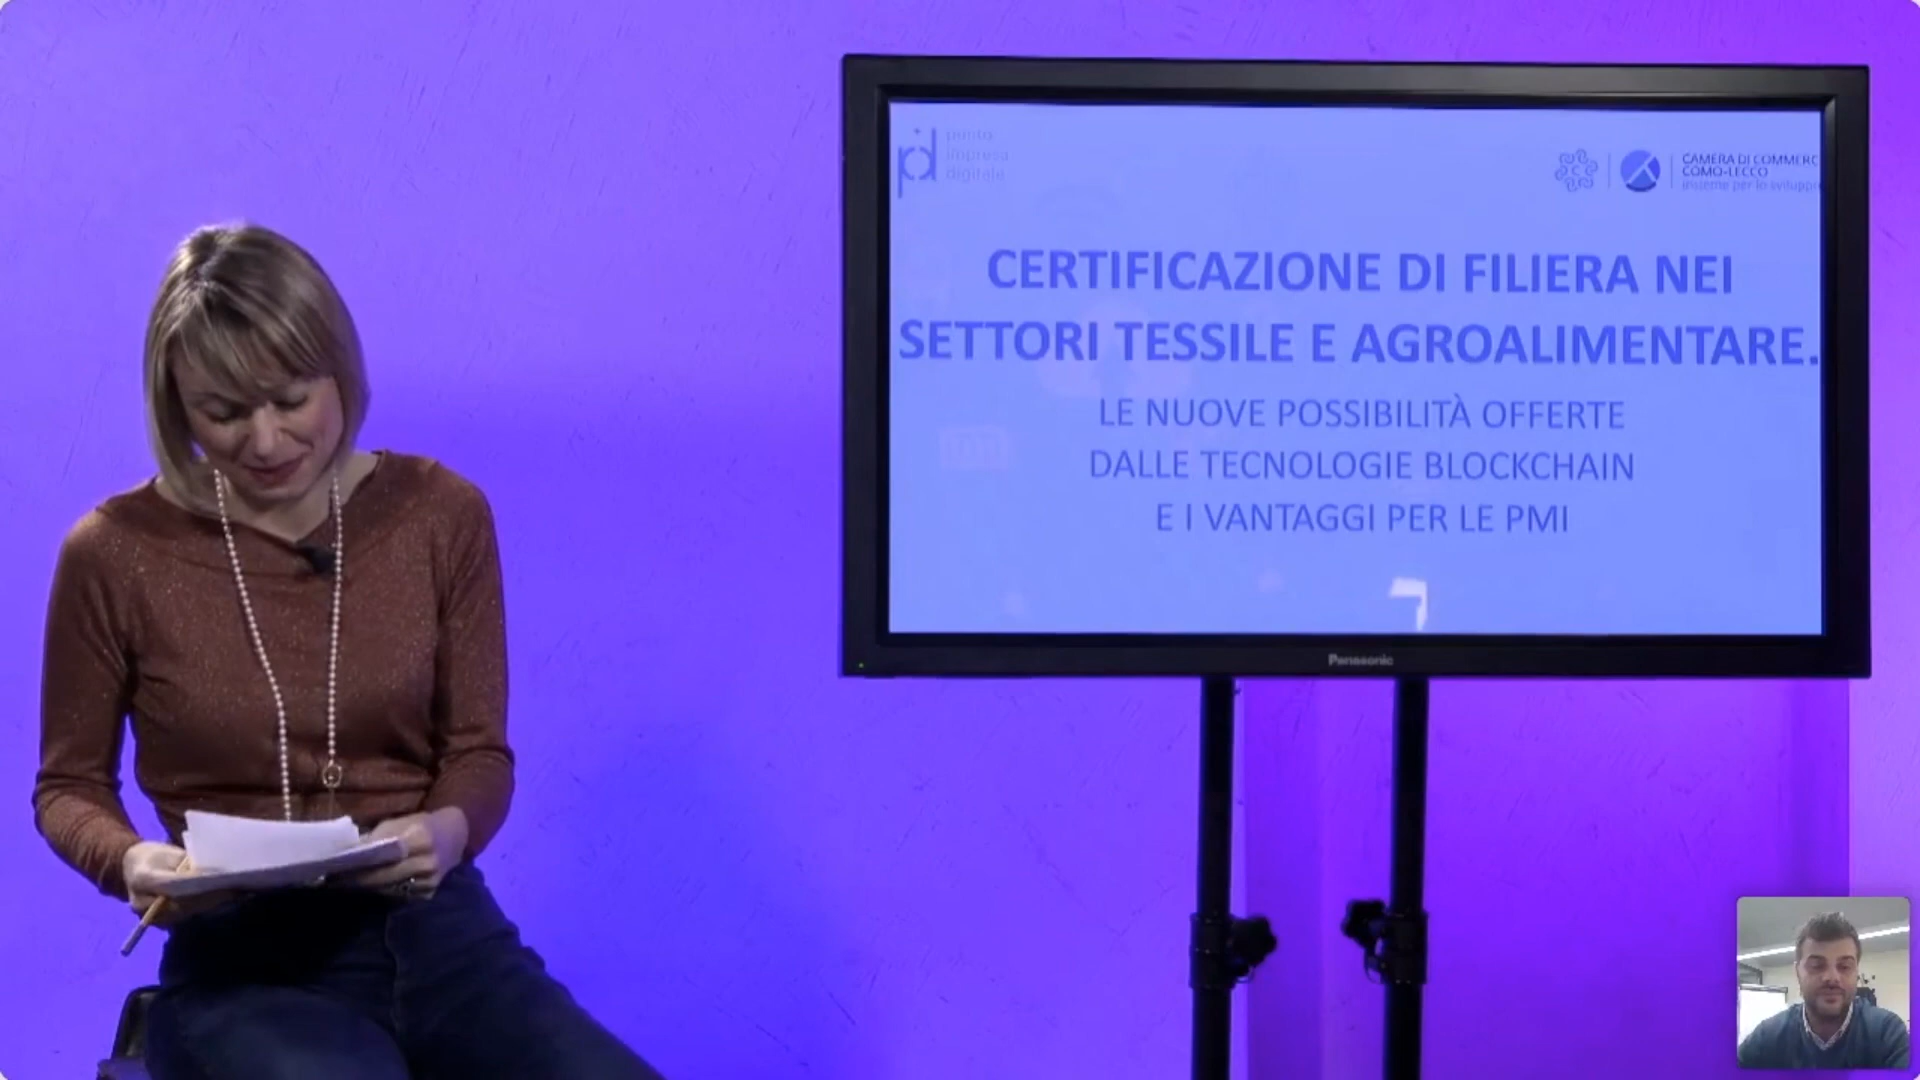 punto
impresa
digitale
CAMERA DI COMMERC
COMO-LECCO
insieme per lo sviluppo
CERTIFICAZIONE DI FILIERA NEI
SETTORI TESSILE E AGROALIMENTARE.
LE NUOVE POSSIBILITÀ OFFERTE
DALLE TECNOLOGIE BLOCKCHAIN
E I VANTAGGI PER LE PMI
Panasonic